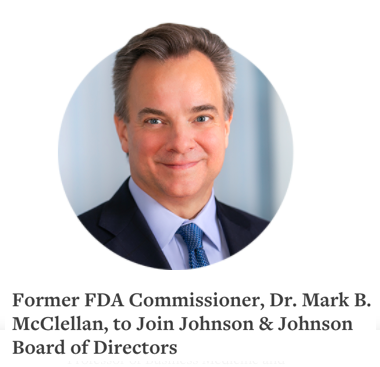 Former FDA Commissioner, Dr. Mark B.
McClellan, to Join Johnson & Johnson
Board of Directors